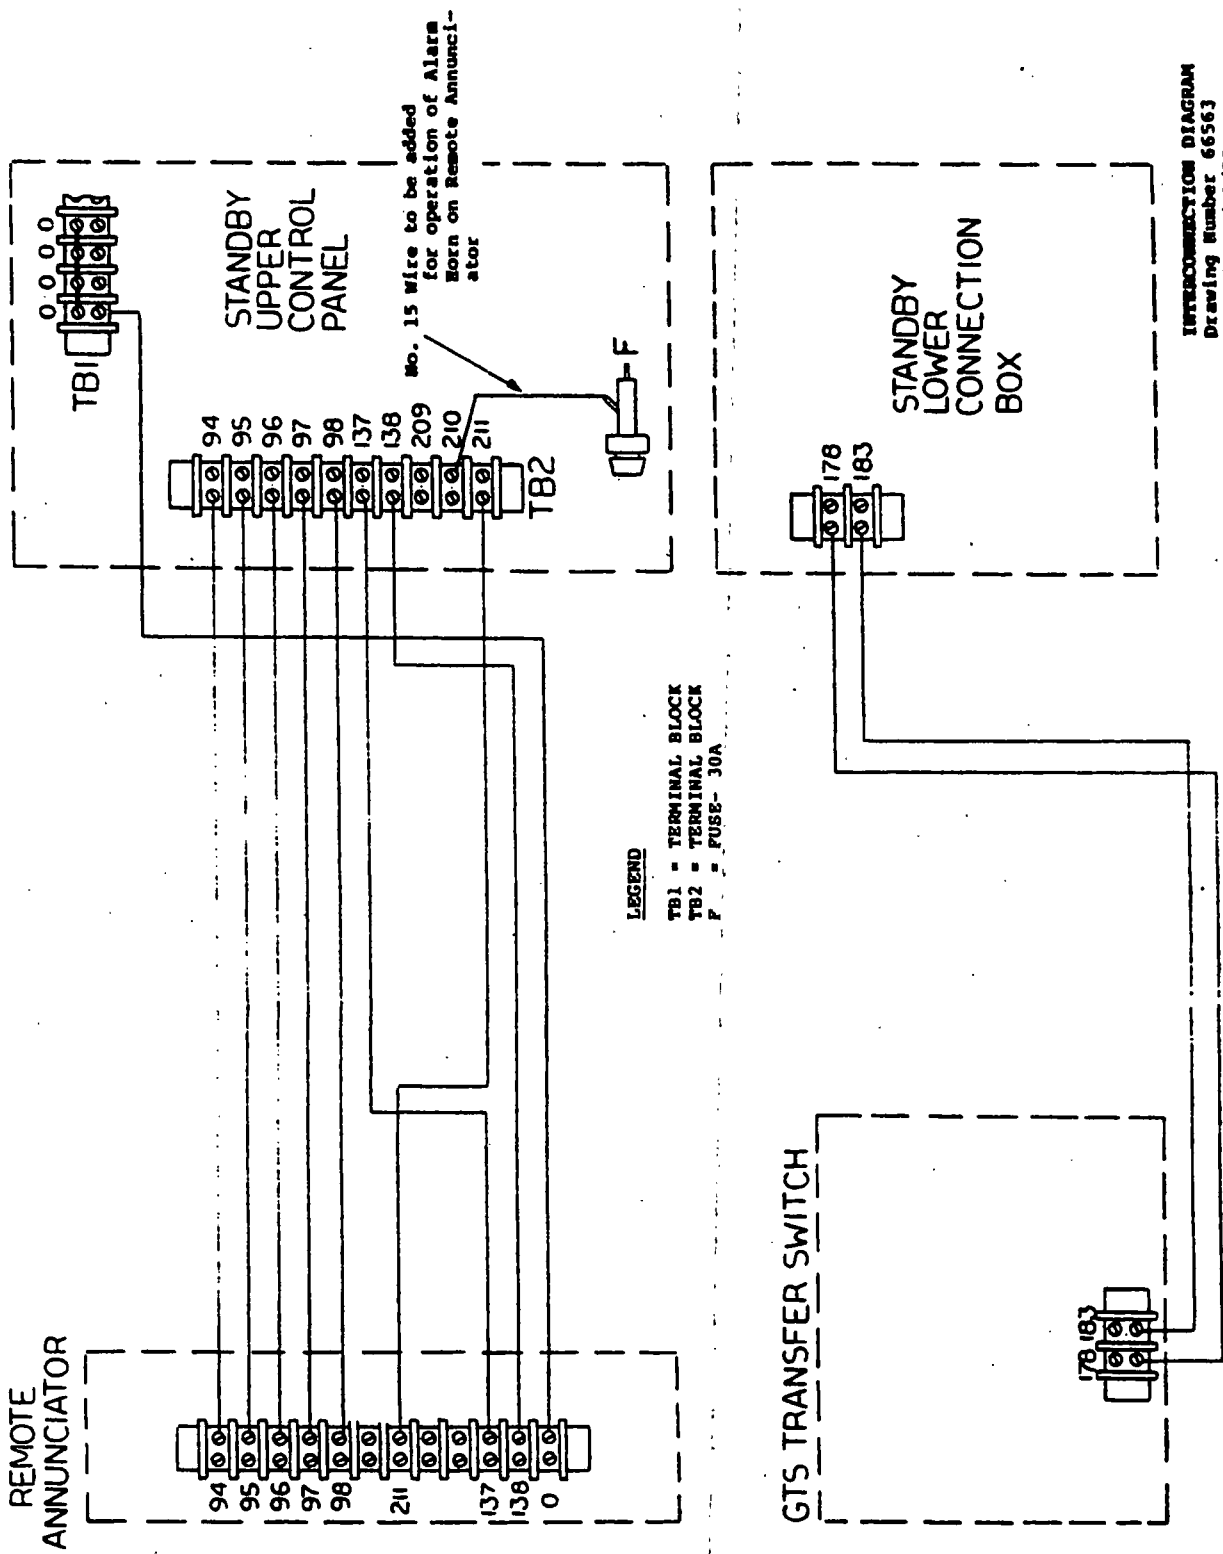 REMOTE
ANNUNCIATOR
94
95
96
97
98
211
137
138
0
0 0 0 0
TB1
STANDBY
UPPER
CONTROL
PANEL
94
95
96
97
98
137
138
209
210
211
TB2
F
No. 15 Wire to be added
for operation of Alarm
Horn on Remote Annunci-
ator
LEGEND
TB1 = TERMINAL BLOCK
TB2 = TERMINAL BLOCK
F = FUSE- 30A
GTS TRANSFER SWITCH
178 183
STANDBY
LOWER
CONNECTION
BOX
178
183
INTERCONNECTION DIAGRAM
Drawing Number 66563